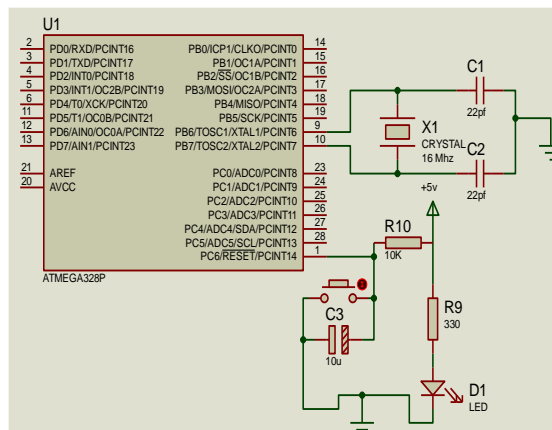 U1
2 PD0/RXD/PCINT16 PB0/ICP1/CLKO/PCINT0 14
3 PD1/TXD/PCINT17 PB1/OC1A/PCINT1 15
4 PD2/INT0/PCINT18 PB2/SS/OC1B/PCINT2 16
5 PD3/INT1/OC2B/PCINT19 PB3/MOSI/OC2A/PCINT3 17
6 PD4/T0/XCK/PCINT20 PB4/MISO/PCINT4 18
11 PD5/T1/OC0B/PCINT21 PB5/SCK/PCINT5 19
12 PD6/AIN0/OC0A/PCINT22 PB6/TOSC1/XTAL1/PCINT6 9
13 PD7/AIN1/PCINT23 PB7/TOSC2/XTAL2/PCINT7 10
21 AREF PC0/ADC0/PCINT8 23
20 AVCC PC1/ADC1/PCINT9 24
PC2/ADC2/PCINT10 25
PC3/ADC3/PCINT11 26
PC4/ADC4/SDA/PCINT12 27
PC5/ADC5/SCL/PCINT13 28
PC6/RESET/PCINT14 1
ATMEGA328P
C1
22pf
X1
CRYSTAL
16 Mhz
C2
22pf
+5v
R10
10K
C3
10u
R9
330
D1
LED